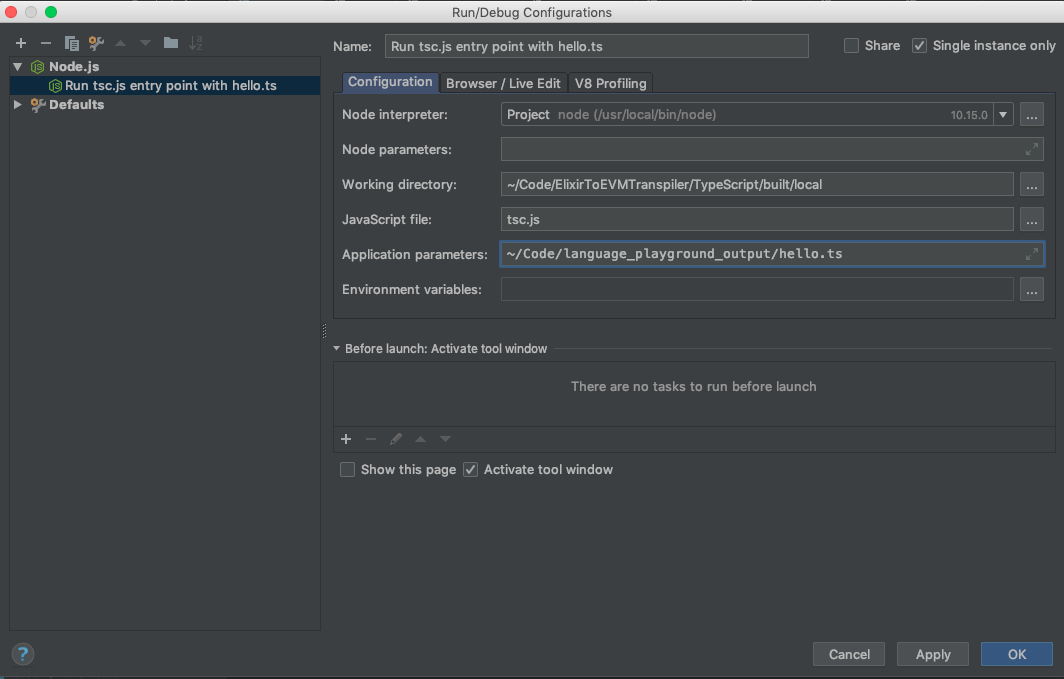 Run/Debug Configurations
Name: Run tsc.js entry point with hello.ts Share Single instance only
Node.js
Run tsc.js entry point with hello.ts
Defaults
Configuration Browser / Live Edit V8 Profiling
Node interpreter: Project node (/usr/local/bin/node) 10.15.0 ...
Node parameters:
Working directory: ~/Code/ElixirToEVMTranspiler/TypeScript/built/local ...
JavaScript file: tsc.js ...
Application parameters: ~/Code/language_playground_output/hello.ts
Environment variables: ...
Before launch: Activate tool window
There are no tasks to run before launch
Show this page Activate tool window
? Cancel Apply OK